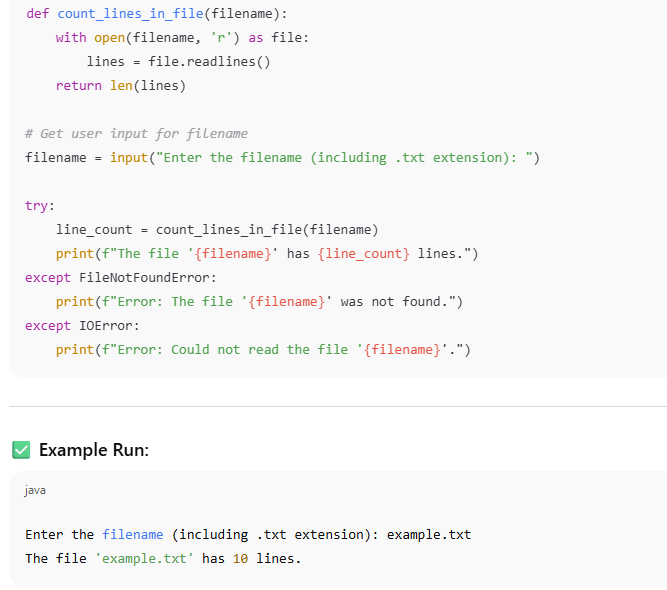 def count_lines_in_file(filename):
    with open(filename, 'r') as file:
        lines = file.readlines()
    return len(lines)
# Get user input for filename
filename = input("Enter the filename (including .txt extension): ")
try:
    line_count = count_lines_in_file(filename)
    print(f"The file '{filename}' has {line_count} lines.")
except FileNotFoundError:
    print(f"Error: The file '{filename}' was not found.")
except IOError:
    print(f"Error: Could not read the file '{filename}'.")
✅ Example Run:
java
Enter the filename (including .txt extension): example.txt
The file 'example.txt' has 10 lines.